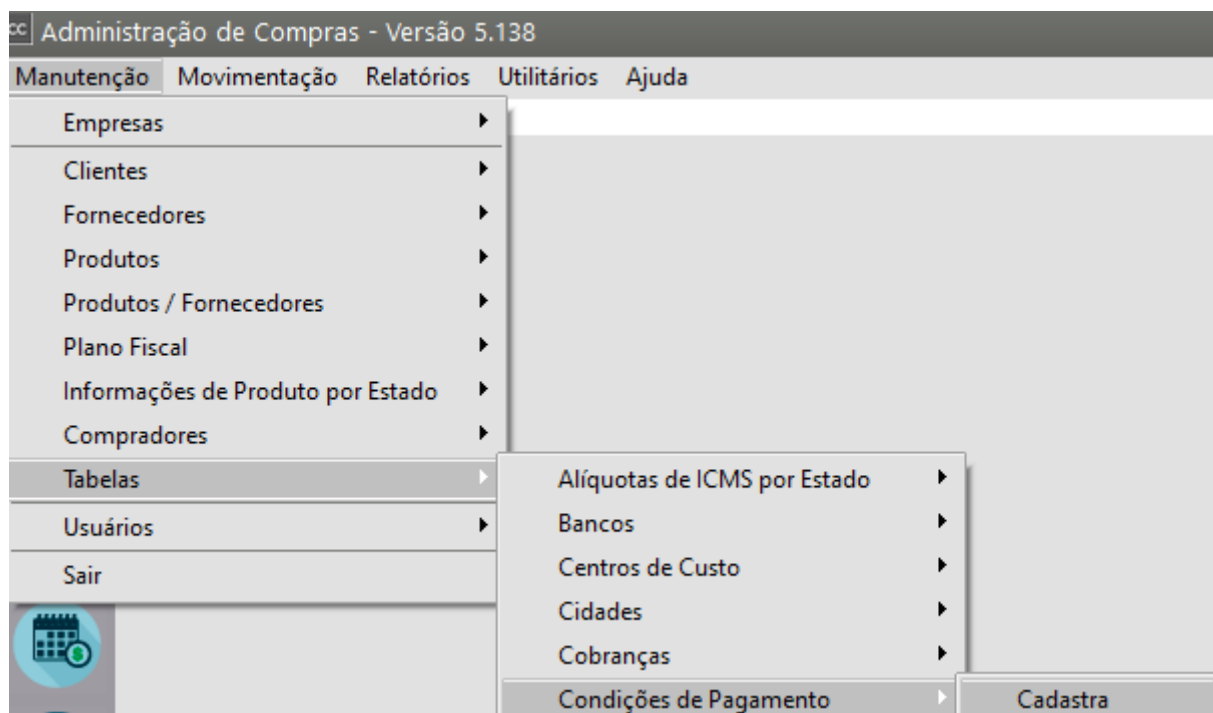 cc Administração de Compras - Versão 5.138
Manutenção Movimentação Relatórios Utilitários Ajuda
Empresas
Clientes
Fornecedores
Produtos
Produtos / Fornecedores
Plano Fiscal
Informações de Produto por Estado
Compradores
Tabelas
Usuários
Sair
Alíquotas de ICMS por Estado
Bancos
Centros de Custo
Cidades
Cobranças
Condições de Pagamento
Cadastra